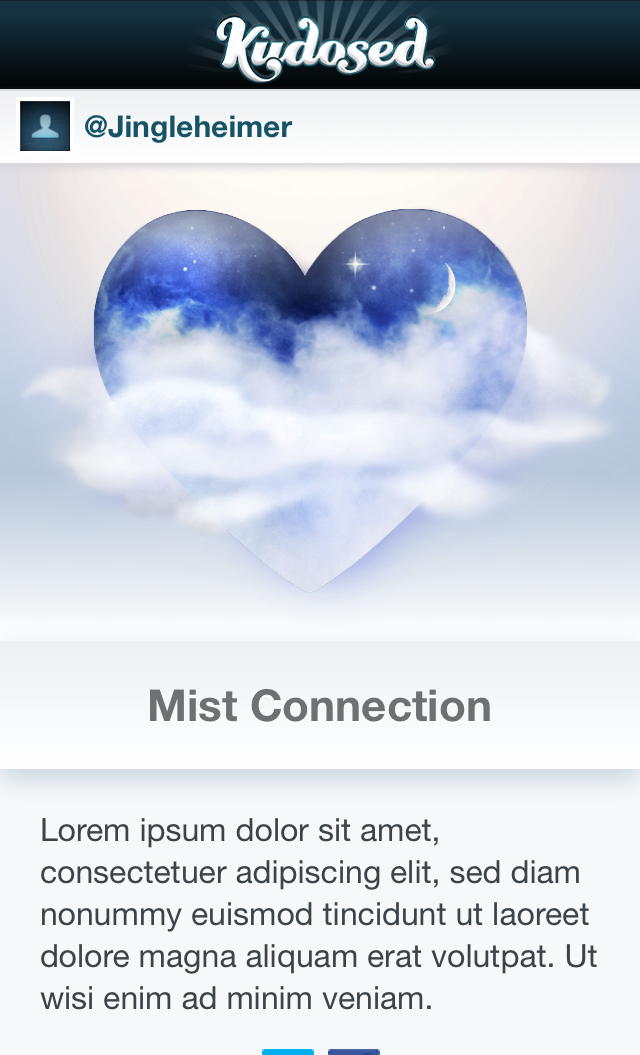 Kudosed.
@Jingleheimer
Mist Connection
Lorem ipsum dolor sit amet,
consectetuer adipiscing elit, sed diam
nonummy euismod tincidunt ut laoreet
dolore magna aliquam erat volutpat. Ut
wisi enim ad minim veniam.